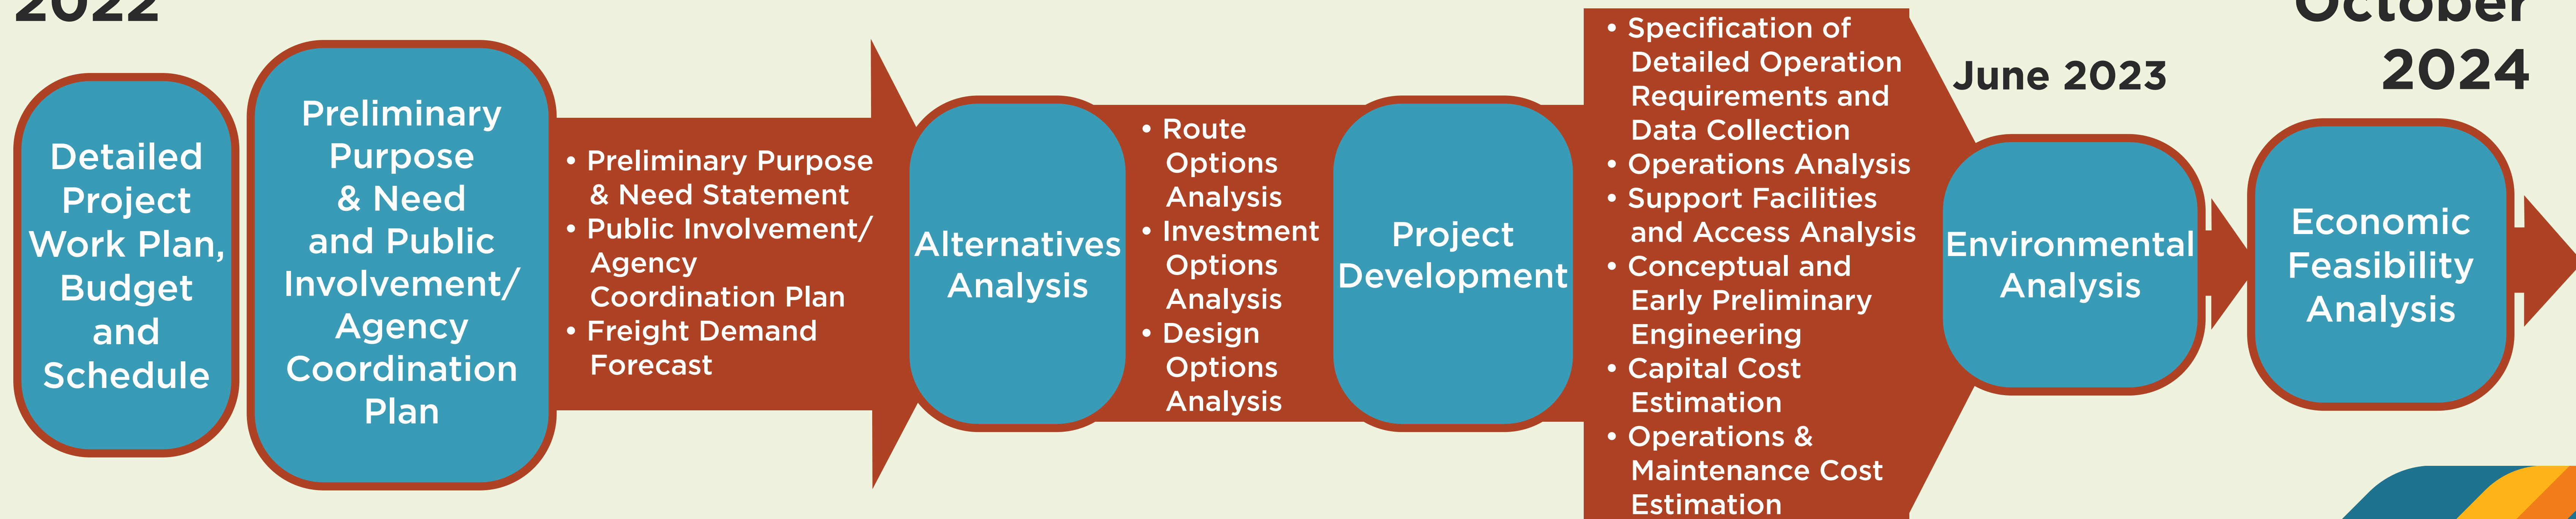 2022
Detailed
Project
Work Plan,
Budget
and
Schedule
Preliminary
Purpose
& Need
and Public
Involvement/
Agency
Coordination
Plan
• Preliminary Purpose
& Need Statement
• Public Involvement/
Agency
Coordination Plan
• Freight Demand
Forecast
Alternatives
Analysis
• Route
Options
Analysis
• Investment
Options
Analysis
• Design
Options
Analysis
Project
Development
• Specification of
Detailed Operation
Requirements and
Data Collection
• Operations Analysis
• Support Facilities
and Access Analysis
• Conceptual and
Early Preliminary
Engineering
• Capital Cost
Estimation
• Operations &
Maintenance Cost
Estimation
June 2023
Environmental
Analysis
October
2024
Economic
Feasibility
Analysis